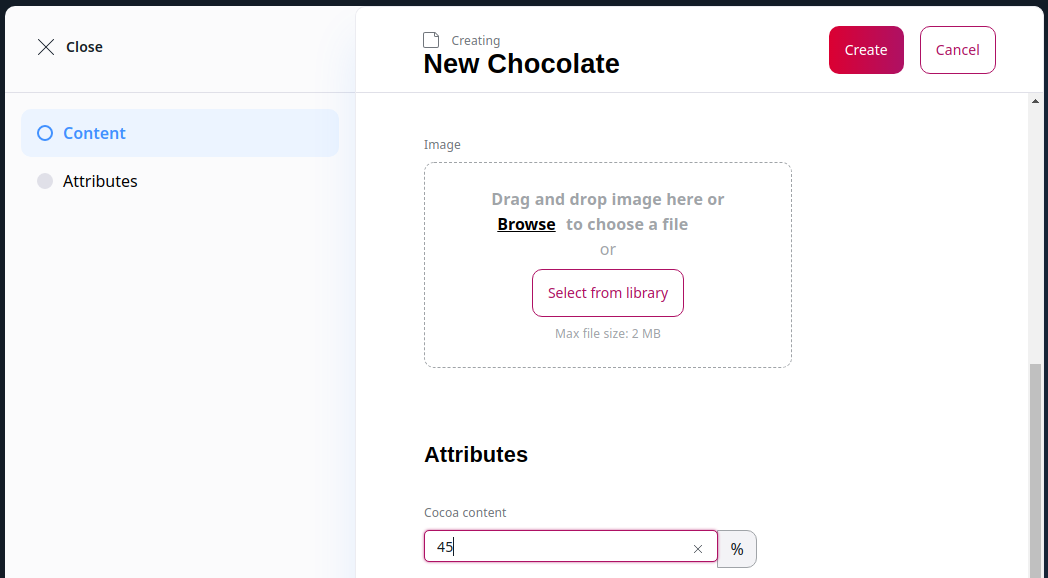 Close
Creating
New Chocolate
Create
Cancel
Content
Attributes
Image
Drag and drop image here or
Browse to choose a file
or
Select from library
Max file size: 2 MB
Attributes
Cocoa content
45
%